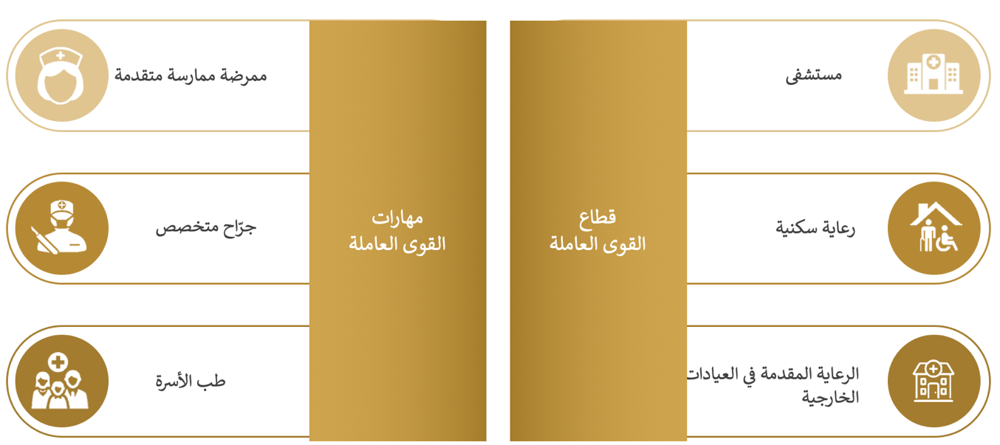 مستشفى
رعاية سكنية
الرعاية المقدمة في العيادات
الخارجية
قطاع
القوى العاملة
مهارات
القوى العاملة
ممرضة ممارسة متقدمة
جرّاح متخصص
طب الأسرة